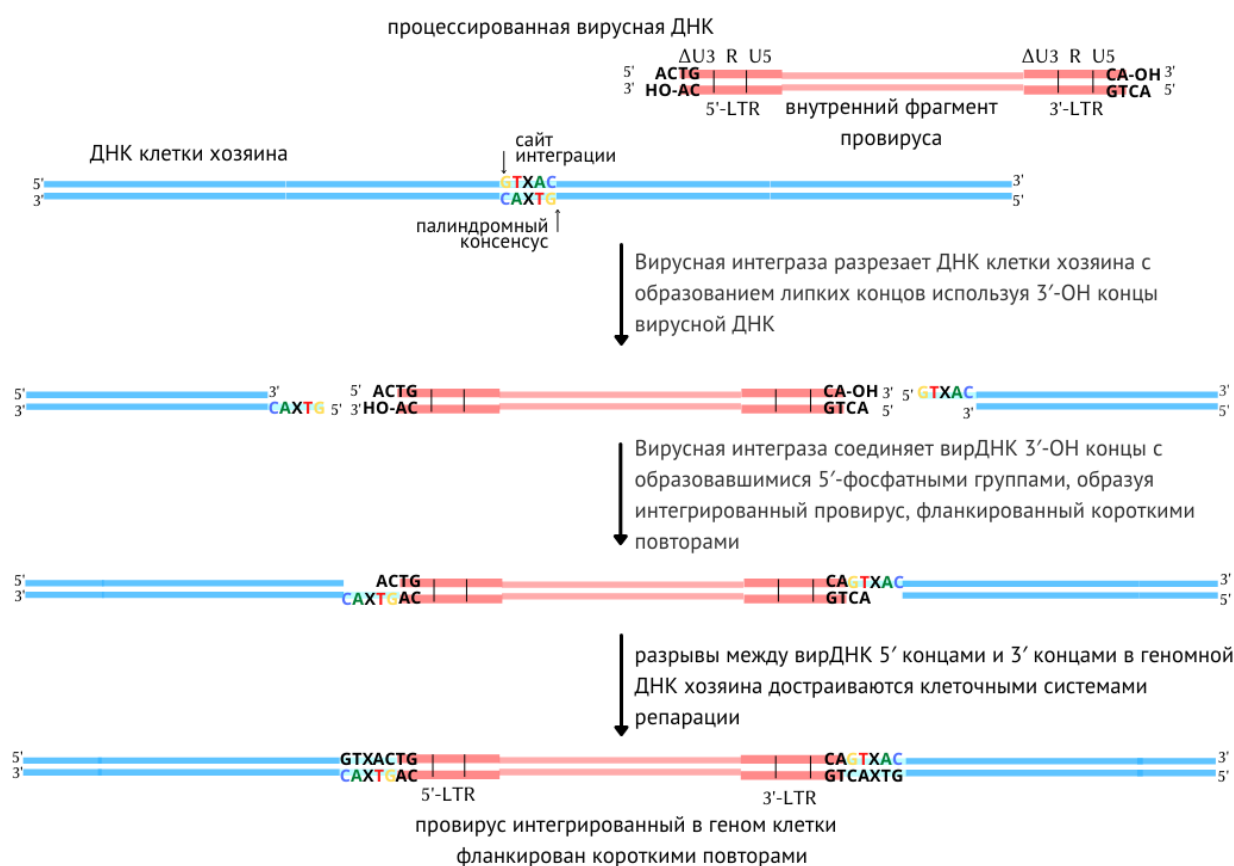 процессированная вирусная ДНК
ΔU3 R U5 ΔU3 R U5
5' ACTG CA-OH 3'
3' HO-AC GTCA 5'
5'-LTR внутренний фрагмент 3'-LTR
провируса
ДНК клетки хозяина
сайт
интеграции
5' GTXAC 3'
3' CAXTG 5'
палиндромный
консенсус
Вирусная интеграза разрезает ДНК клетки хозяина с
образованием липких концов используя 3′-ОН концы
вирусной ДНК
5' 3' 5' ACTG CA-OH 3' 5' GTXAC 3'
3' CAXTG 5' 3' HO-AC GTCA 5' 3' 5'
Вирусная интеграза соединяет вирДНК 3′-ОН концы с
образовавшимися 5′-фосфатными группами, образуя
интегрированный провирус, фланкированный короткими
повторами
5' ACTG CAGTXAC 3'
3' CAXTGAC GTCA 5'
разрывы между вирДНК 5′ концами и 3′ концами в геномной
ДНК хозяина достраиваются клеточными системами
репарации
5' GTXACTG CAGTXAC 3'
3' CAXTGAC GTCAXTG 5'
5'-LTR 3'-LTR
провирус интегрированный в геном клетки
фланкирован короткими повторами